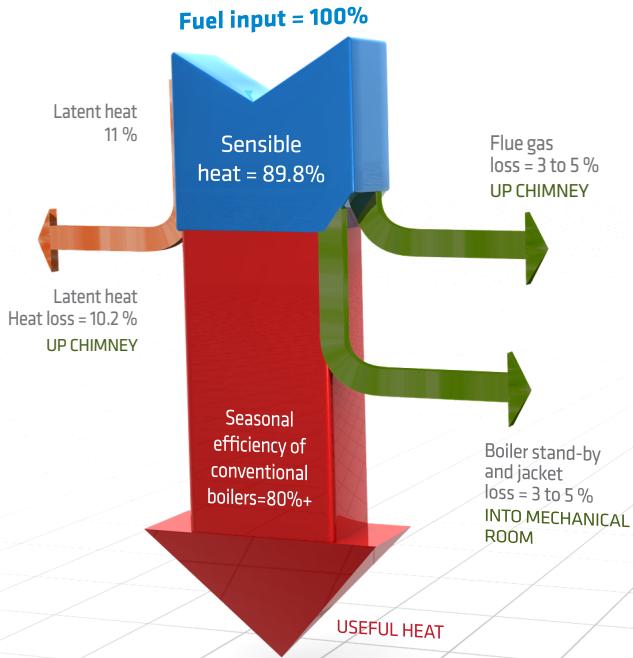 Fuel input = 100%
Latent heat
11 %
Sensible
heat = 89.8%
Flue gas
loss = 3 to 5 %
UP CHIMNEY
Latent heat
Heat loss = 10.2 %
UP CHIMNEY
Seasonal
efficiency of
conventional
boilers=80%+
Boiler stand-by
and jacket
loss = 3 to 5 %
INTO MECHANICAL
ROOM
USEFUL HEAT